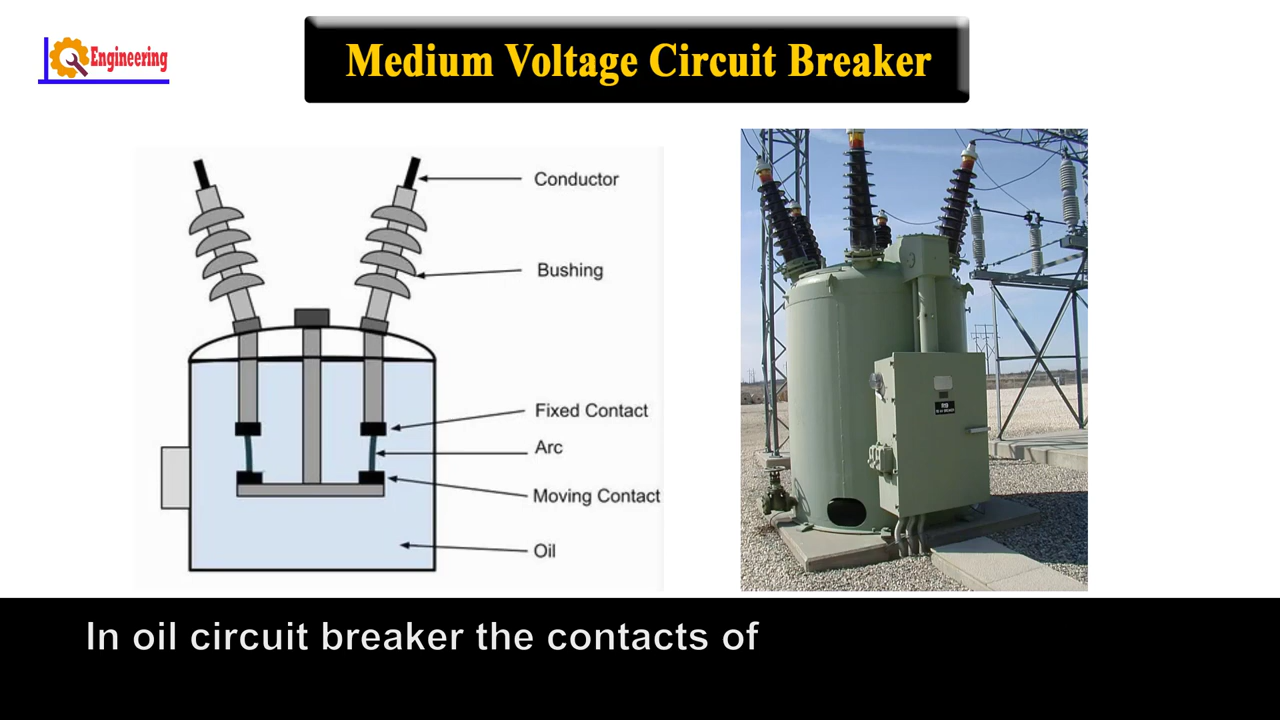 Engineering
Medium Voltage Circuit Breaker
Conductor
Bushing
Fixed Contact
Arc
Moving Contact
Oil
In oil circuit breaker the contacts of